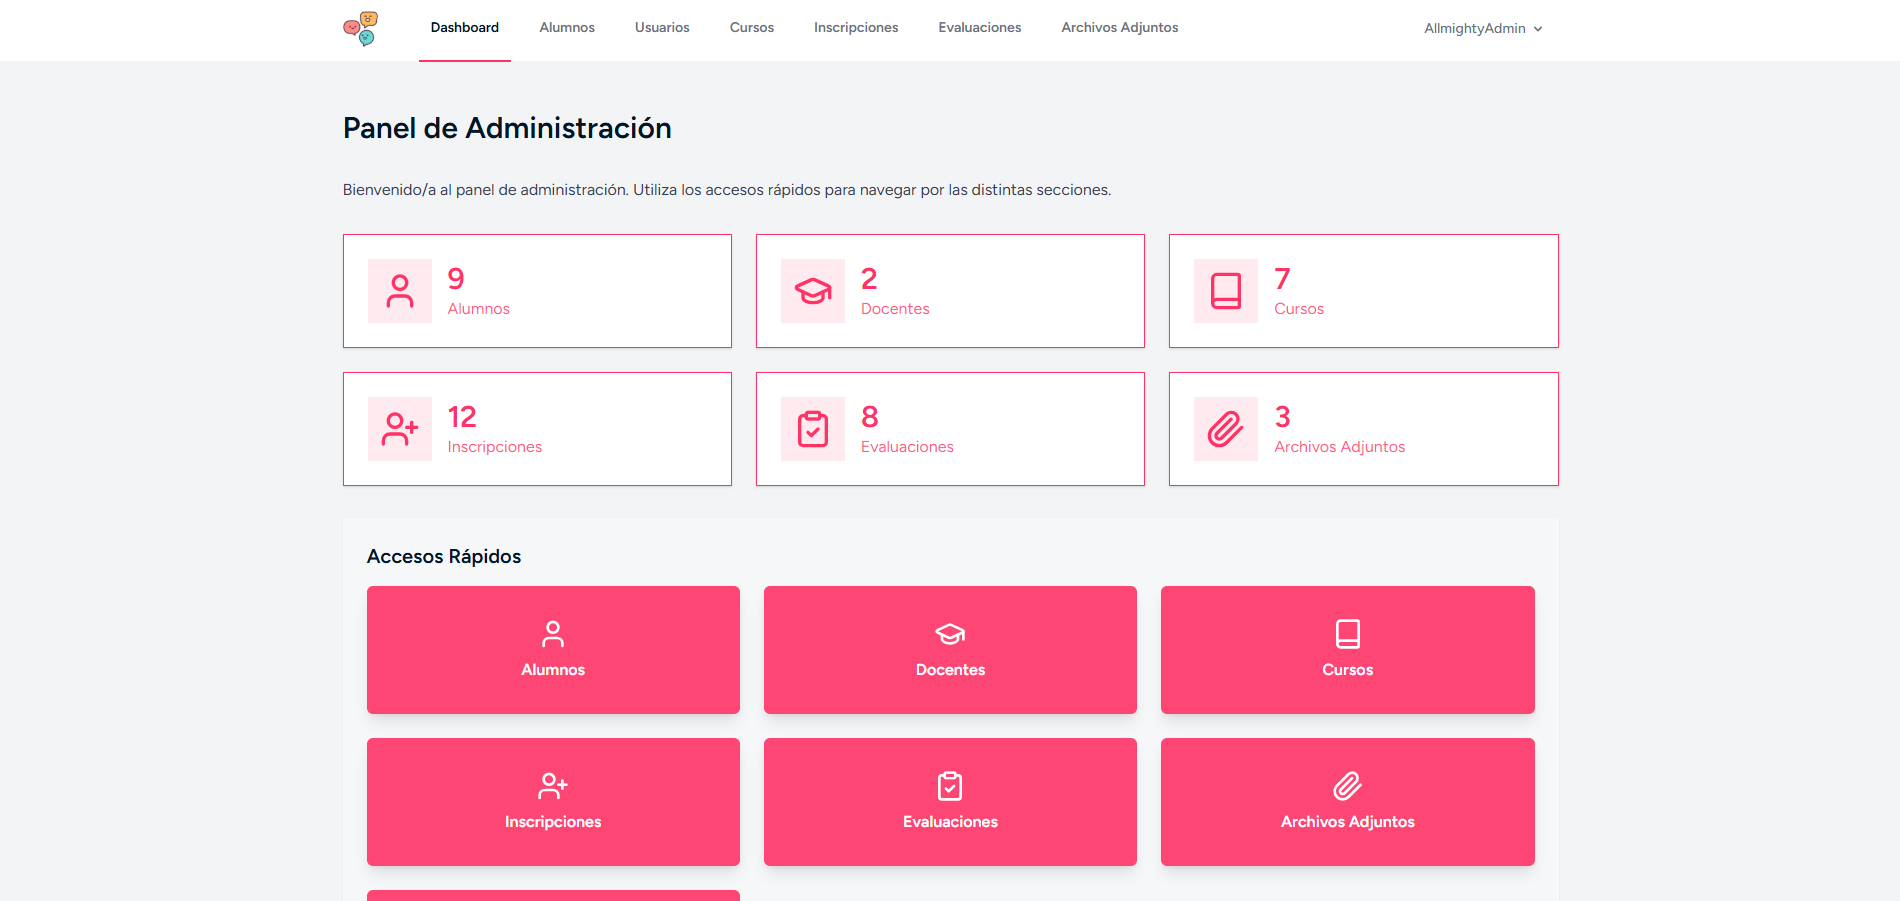 Dashboard Alumnos Usuarios Cursos Inscripciones Evaluaciones Archivos Adjuntos AllmightyAdmin
Panel de Administración
Bienvenido/a al panel de administración. Utiliza los accesos rápidos para navegar por las distintas secciones.
9
Alumnos
2
Docentes
7
Cursos
12
Inscripciones
8
Evaluaciones
3
Archivos Adjuntos
Accesos Rápidos
Alumnos
Docentes
Cursos
Inscripciones
Evaluaciones
Archivos Adjuntos